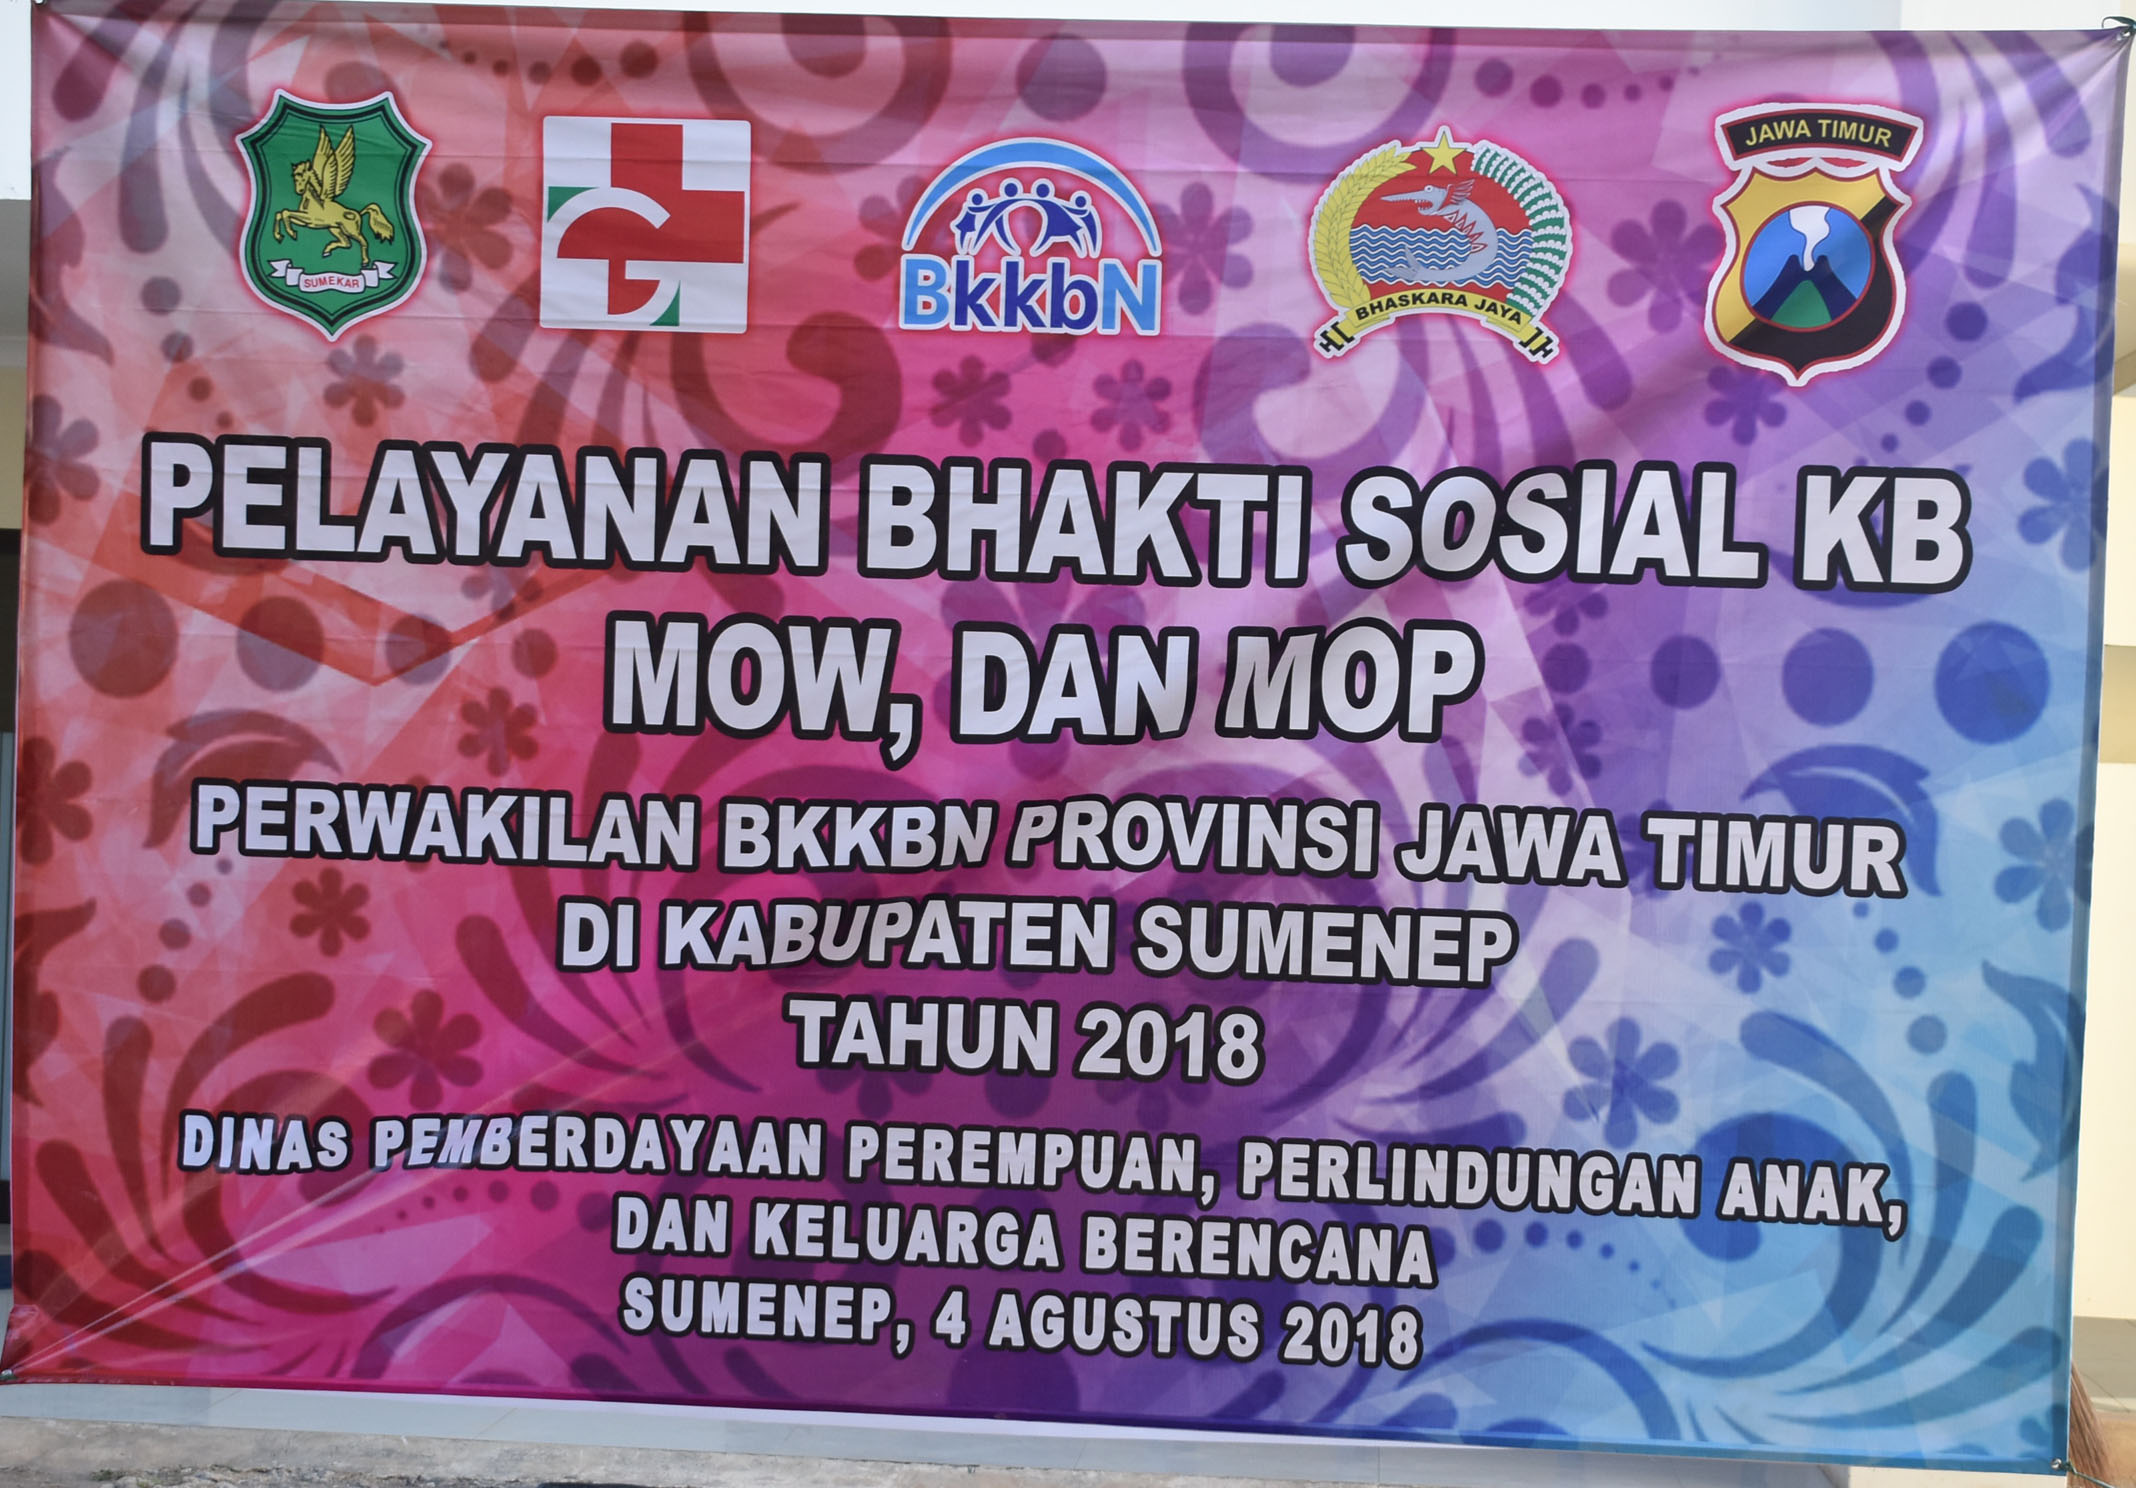 SUMEKAR
BkkbN
BHASKARA JAYA
JAWA TIMUR
PELAYANAN BHAKTI SOSIAL KB
MOW, DAN MOP
PERWAKILAN BKKBN PROVINSI JAWA TIMUR
DI KABUPATEN SUMENEP
TAHUN 2018
DINAS PEMBERDAYAAN PEREMPUAN, PERLINDUNGAN ANAK,
DAN KELUARGA BERENCANA
SUMENEP, 4 AGUSTUS 2018